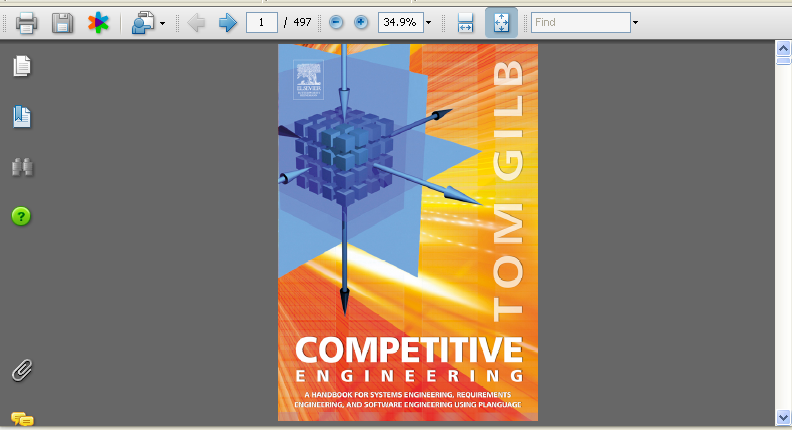 1 / 497 34.9% Find
ELSEVIER
TOM GILB
COMPETITIVE
ENGINEERING
A HANDBOOK FOR SYSTEMS ENGINEERING, REQUIREMENTS
ENGINEERING, AND SOFTWARE ENGINEERING USING PLANGUAGE